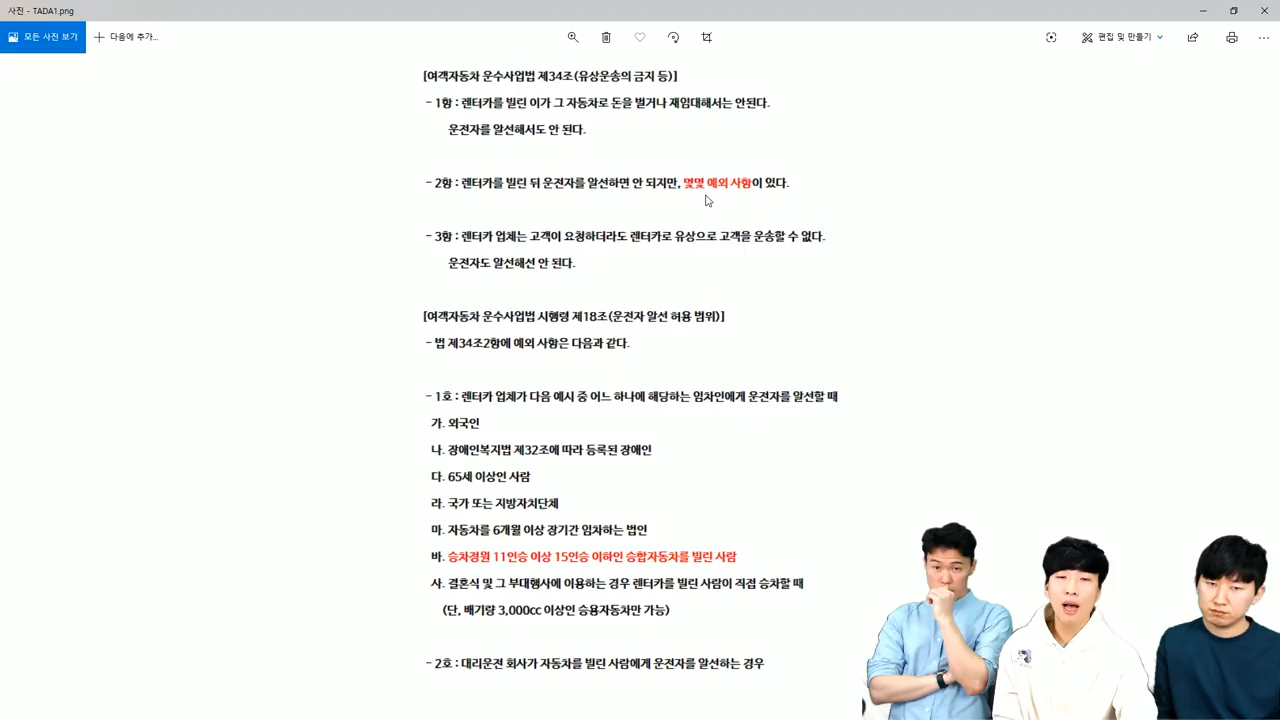 사진 - TADA1.png
모든 사진 보기
다음에 추가...
편집 및 만들기
[여객자동차 운수사업법 제34조(유상운송의 금지 등)]
- 1항 : 렌터카를 빌린 이가 그 자동차로 돈을 벌거나 재임대해서는 안된다.
운전자를 알선해서도 안 된다.
- 2항 : 렌터카를 빌린 뒤 운전자를 알선하면 안 되지만, 몇몇 예외 사항이 있다.
- 3항 : 렌터카 업체는 고객이 요청하더라도 렌터카로 유상으로 고객을 운송할 수 없다.
운전자도 알선해선 안 된다.
[여객자동차 운수사업법 시행령 제18조(운전자 알선 허용 범위)]
- 법 제34조2항에 예외 사항은 다음과 같다.
- 1호 : 렌터카 업체가 다음 예시 중 어느 하나에 해당하는 임차인에게 운전자를 알선할 때
가. 외국인
나. 장애인복지법 제32조에 따라 등록된 장애인
다. 65세 이상인 사람
라. 국가 또는 지방자치단체
마. 자동차를 6개월 이상 장기간 임차하는 법인
바. 승차정원 11인승 이상 15인승 이하인 승합자동차를 빌린 사람
사. 결혼식 및 그 부대행사에 이용하는 경우 렌터카를 빌린 사람이 직접 승차할 때
(단, 배기량 3,000cc 이상인 승용자동차만 가능)
- 2호 : 대리운전 회사가 자동차를 빌린 사람에게 운전자를 알선하는 경우